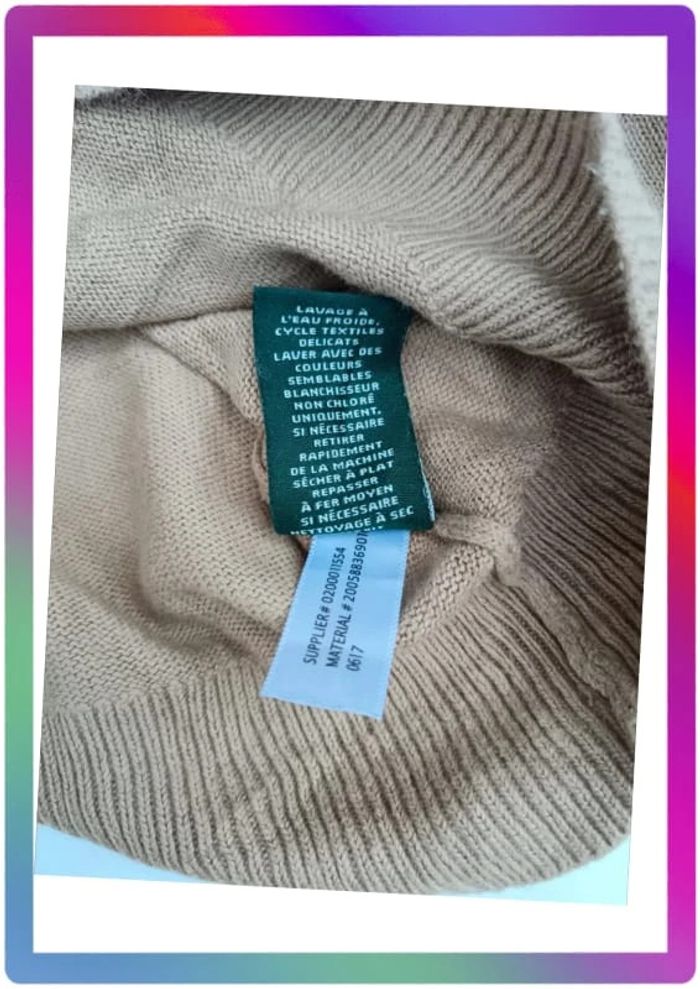 LAVAGE À
L'EAU FROIDE,
CYCLE TEXTILES
DÉLICATS
LAVER AVEC DES
COULEURS
SEMBLABLES
BLANCHISSEUR
NON CHLORÉ
UNIQUEMENT,
SI NÉCESSAIRE
RETIRER
RAPIDEMENT
DE LA MACHINE
SÉCHER À PLAT
REPASSER
À FER MOYEN
SI NÉCESSAIRE
NETTOYAGE À SEC
SUPPLIER# 0200011554
MATERIAL# 2005883690
0617